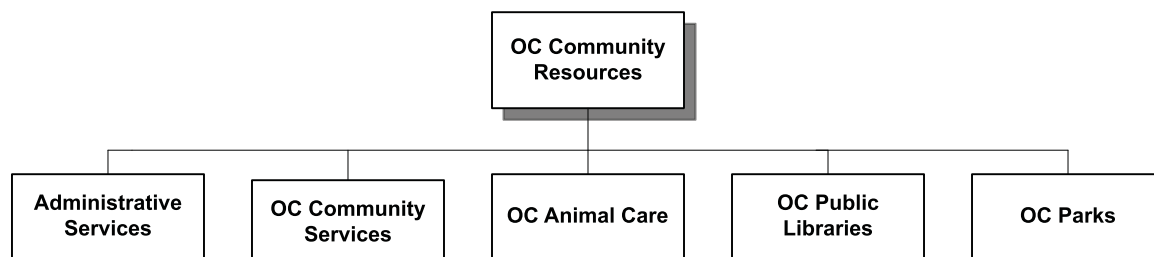 OC Community
Resources
Administrative
Services
OC Community
Services
OC Animal Care
OC Public
Libraries
OC Parks